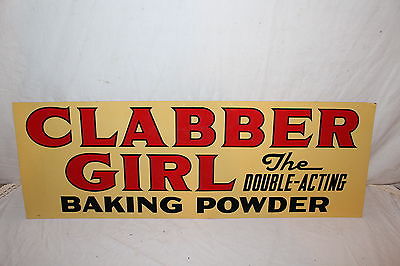 CLABBER
GIRL The DOUBLE-ACTING
BAKING POWDER